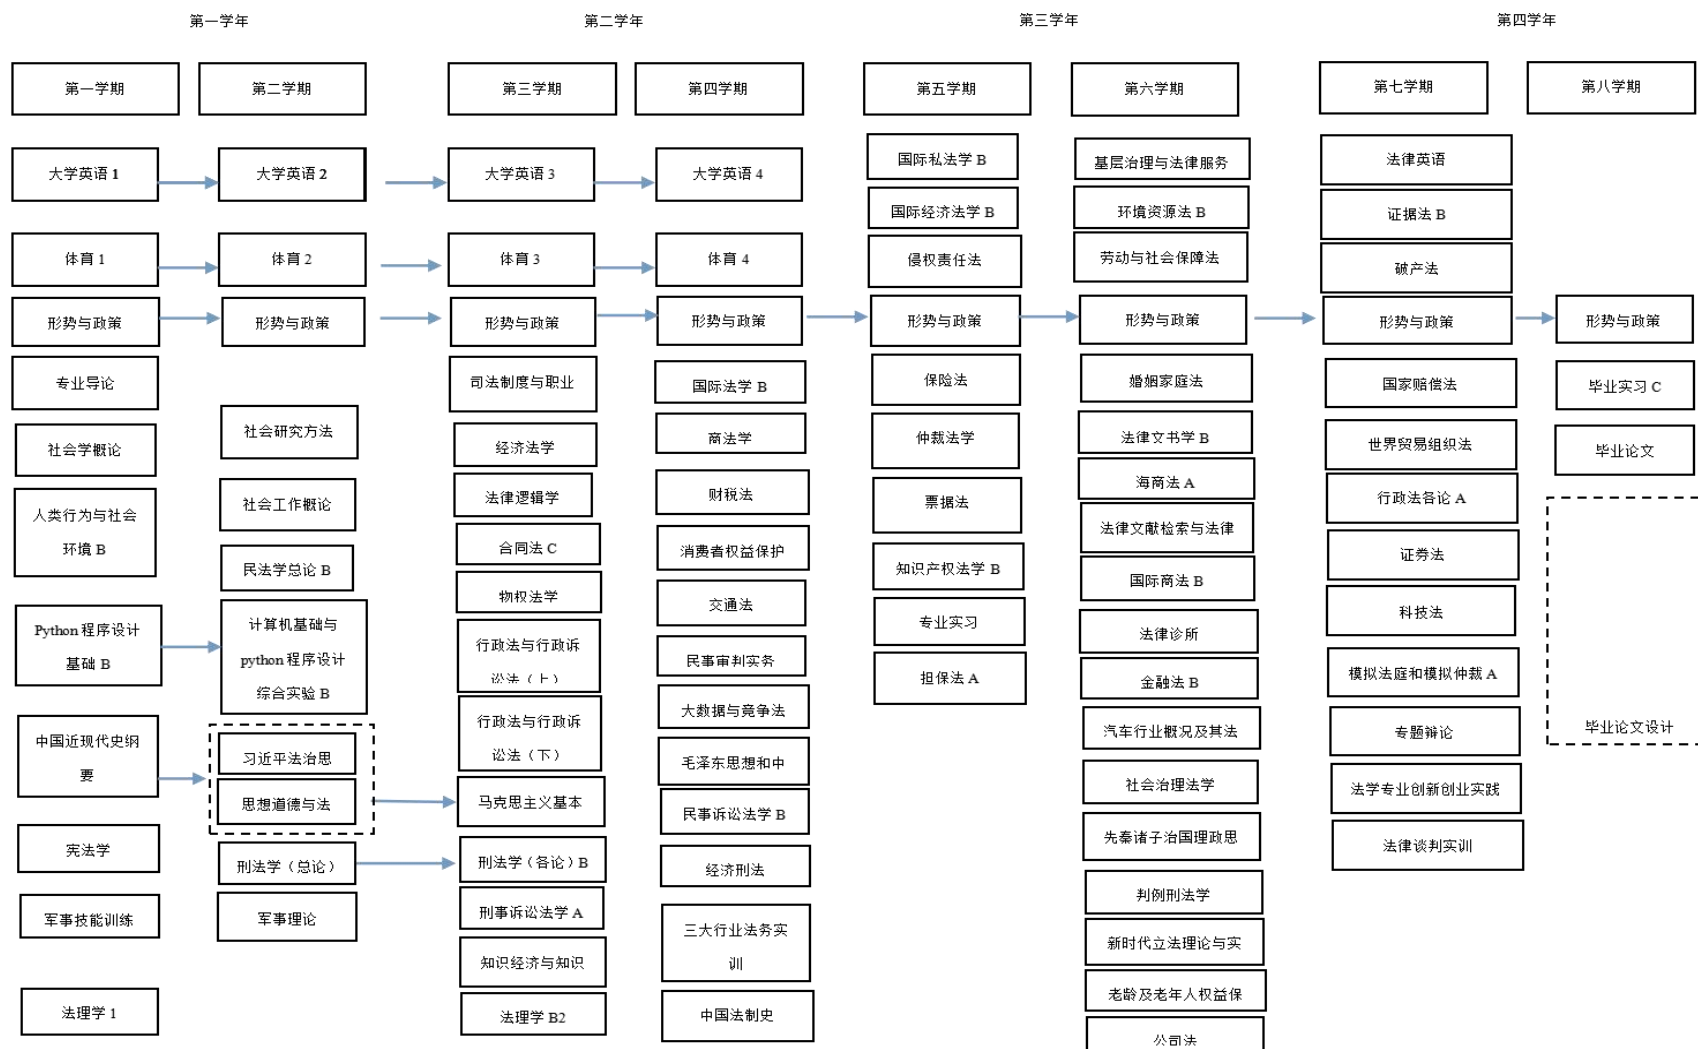 第一学年
第二学年
第三学年
第四学年
第一学期
第二学期
第三学期
第四学期
第五学期
第六学期
第七学期
第八学期
大学英语 1
体育 1
形势与政策
专业导论
社会学概论
人类行为与社会
环境 B
Python 程序设计
基础 B
中国近现代史纲
要
宪法学
军事技能训练
法理学 1
大学英语 2
体育 2
形势与政策
社会研究方法
社会工作概论
民法学总论 B
计算机基础与
python 程序设计
综合实验 B
习近平法治思
思想道德与法
刑法学（总论）
军事理论
大学英语 3
体育 3
形势与政策
司法制度与职业
经济法学
法律逻辑学
合同法 C
物权法学
行政法与行政诉
讼法（上）
行政法与行政诉
讼法（下）
马克思主义基本
刑法学（各论）B
刑事诉讼法学 A
知识经济与知识
法理学 B2
大学英语 4
体育 4
形势与政策
国际法学 B
商法学
财税法
消费者权益保护
交通法
民事审判实务
大数据与竞争法
毛泽东思想和中
民事诉讼法学 B
经济刑法
三大行业法务实
训
中国法制史
国际私法学 B
国际经济法学 B
侵权责任法
形势与政策
保险法
仲裁法学
票据法
知识产权法学 B
专业实习
担保法 A
基层治理与法律服务
环境资源法 B
劳动与社会保障法
形势与政策
婚姻家庭法
法律文书学 B
海商法 A
法律文献检索与法律
国际商法 B
法律诊所
金融法 B
汽车行业概况及其法
社会治理法学
先秦诸子治国理政思
判例刑法学
新时代立法理论与实
老龄及老年人权益保
公司法
法律英语
证据法 B
破产法
形势与政策
国家赔偿法
世界贸易组织法
行政法各论 A
证券法
科技法
模拟法庭和模拟仲裁 A
专题辩论
法学专业创新创业实践
法律谈判实训
形势与政策
毕业实习 C
毕业论文
毕业论文设计